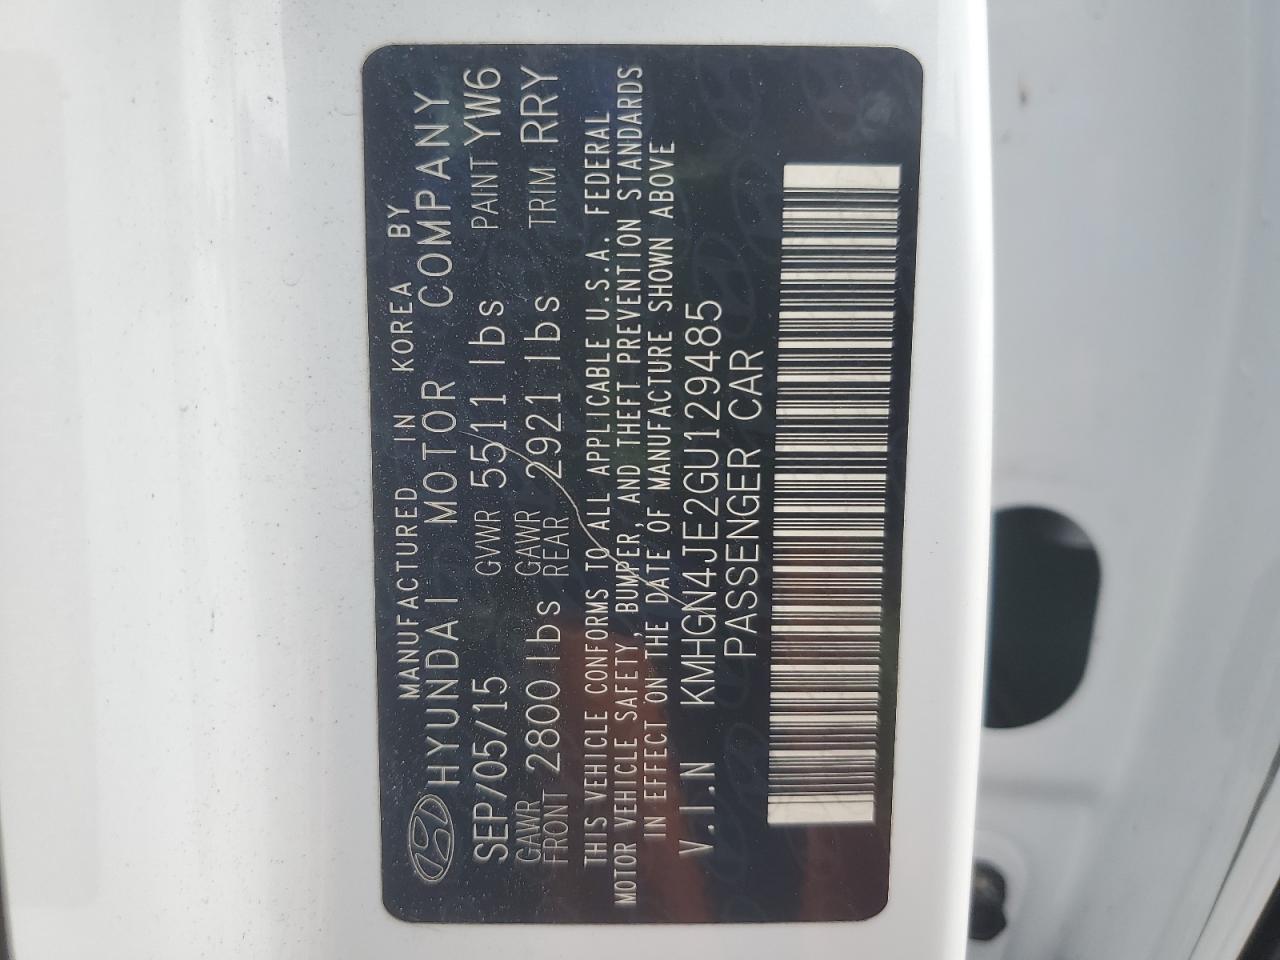 MANUFACTURED IN KOREA BY
HYUNDAI MOTOR COMPANY
SEP/05/15 GVWR 5511 lbs PAINT YW6
GAWR FRONT 2800 lbs GAWR REAR 2921 lbs TRIM RRY
THIS VEHICLE CONFORMS TO ALL APPLICABLE U.S.A. FEDERAL
MOTOR VEHICLE SAFETY, BUMPER, AND THEFT PREVENTION STANDARDS
IN EFFECT ON THE DATE OF MANUFACTURE SHOWN ABOVE
V.I.N KMHGN4JE2GU129485
PASSENGER CAR